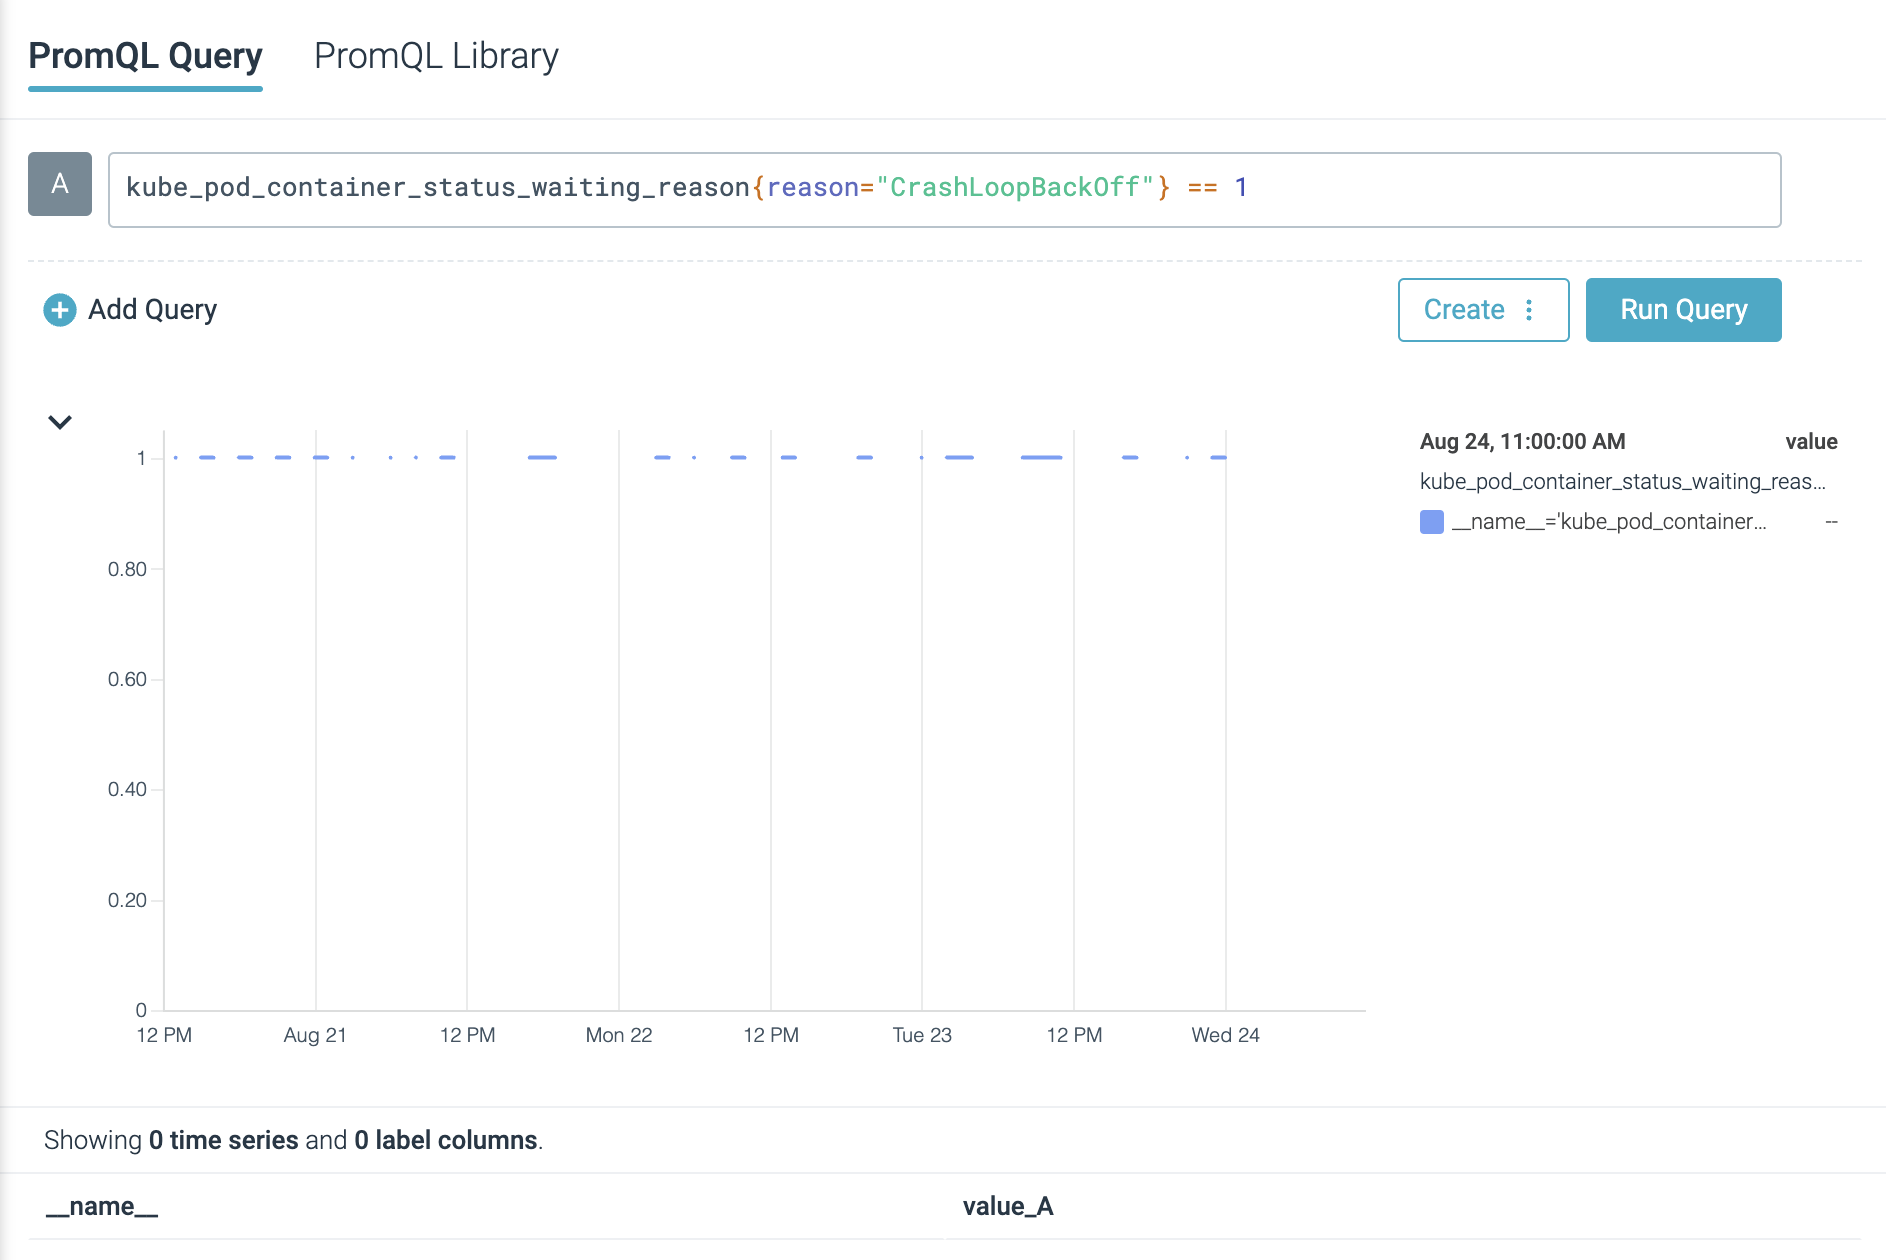 PromQL Query PromQL Library
A kube_pod_container_status_waiting_reason{reason="CrashLoopBackOff"} == 1
Add Query Create Run Query
Aug 24, 11:00:00 AM value
kube_pod_container_status_waiting_reas...
__name__='kube_pod_container... --
1
0.80
0.60
0.40
0.20
0
12 PM Aug 21 12 PM Mon 22 12 PM Tue 23 12 PM Wed 24
Showing 0 time series and 0 label columns.
__name__ value_A